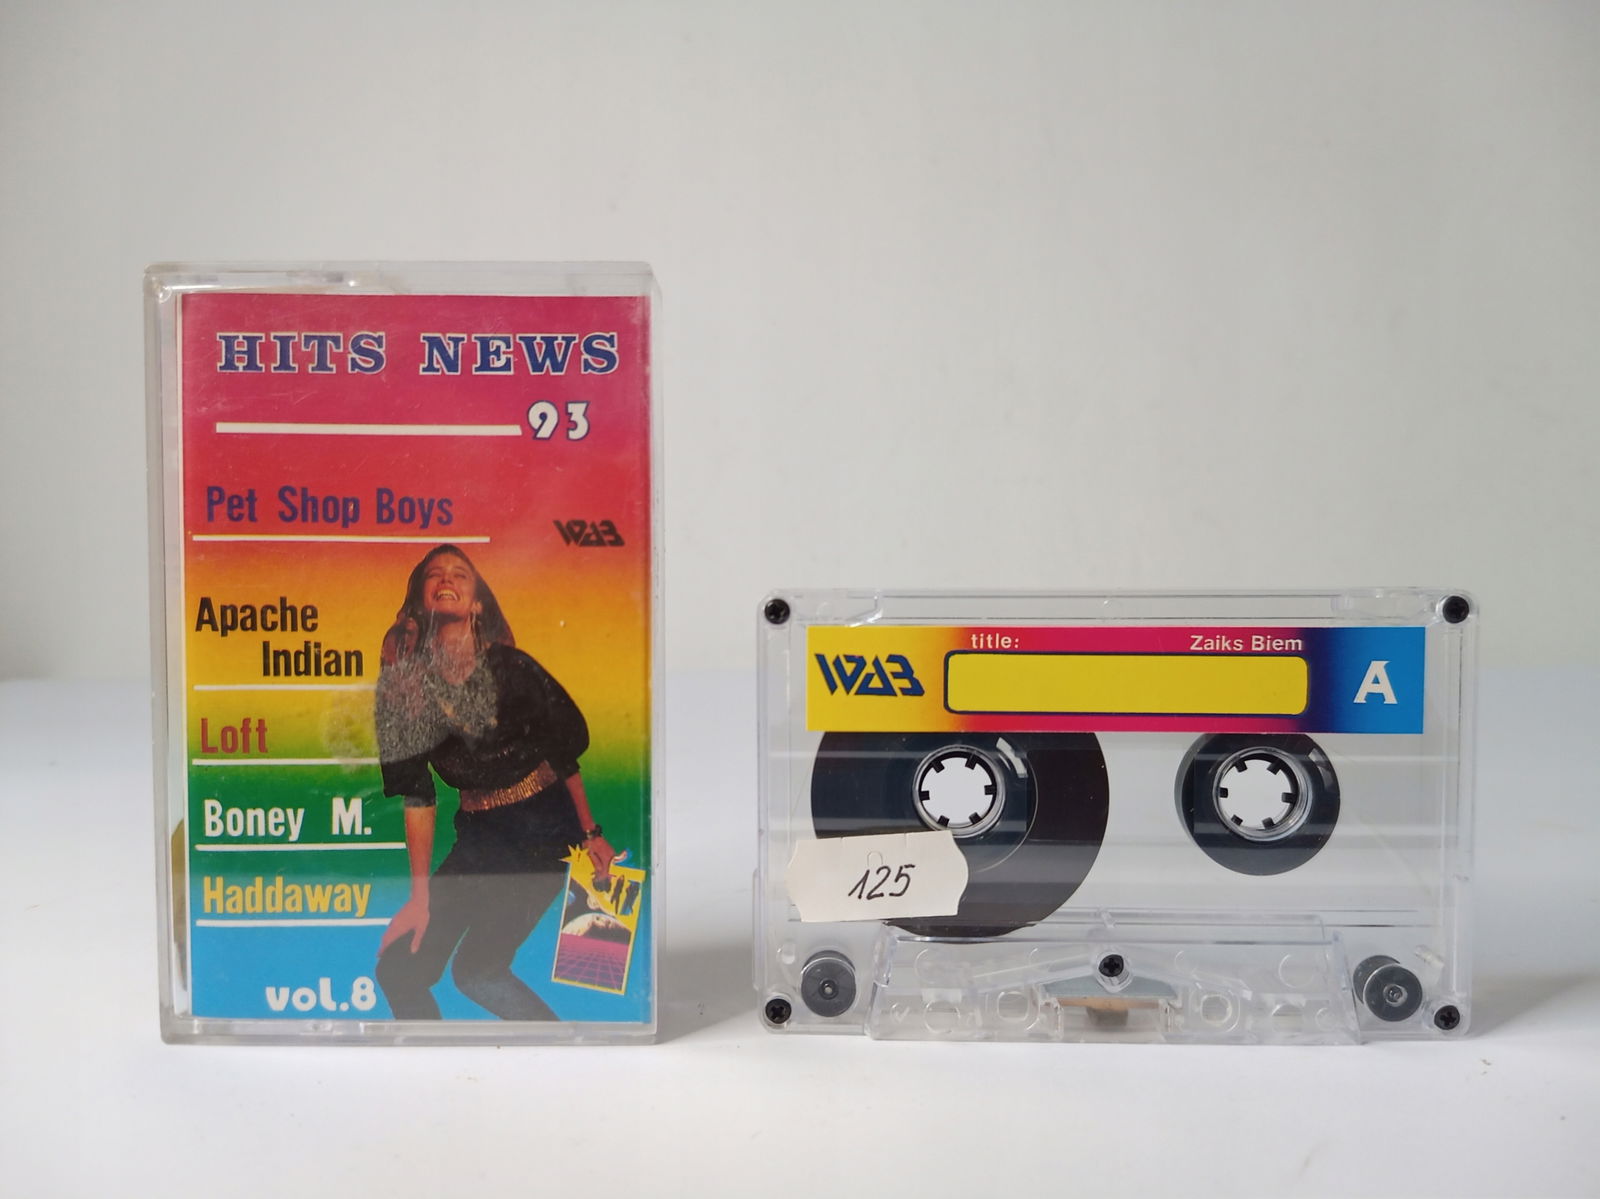 HITS NEWS
93
Pet Shop Boys
WAB
Apache
Indian
Loft
Boney M.
Haddaway
vol.8
WAB
title:
Zaiks Biem
A
125